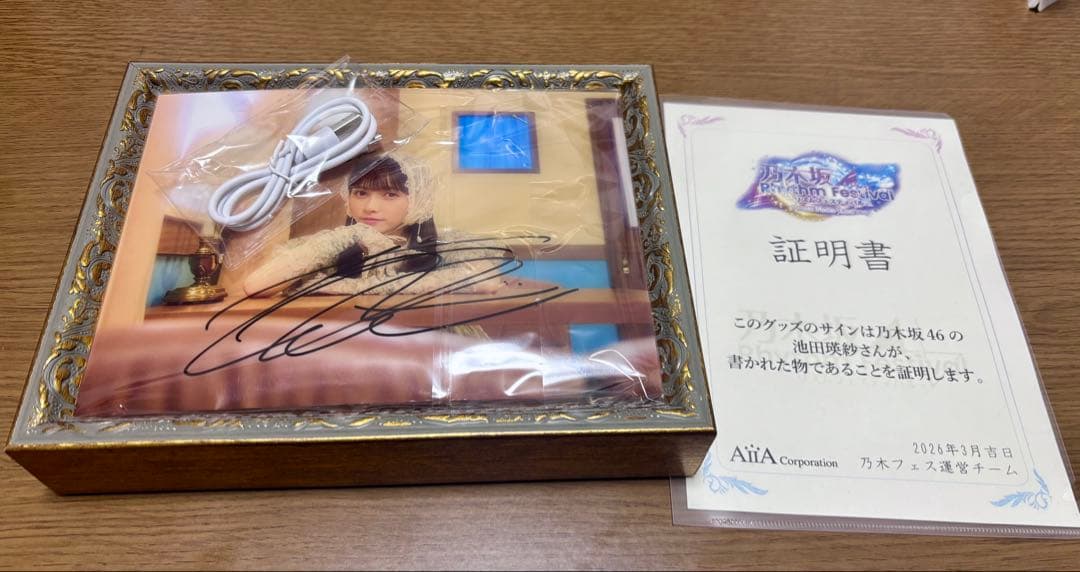 乃木坂
Rhythm Festival
証明書
このグッズのサインは乃木坂46の
池田瑛紗さんが、
書かれた物であることを証明します。
2026年3月吉日
AiiA Corporation
乃木フェス運営チーム